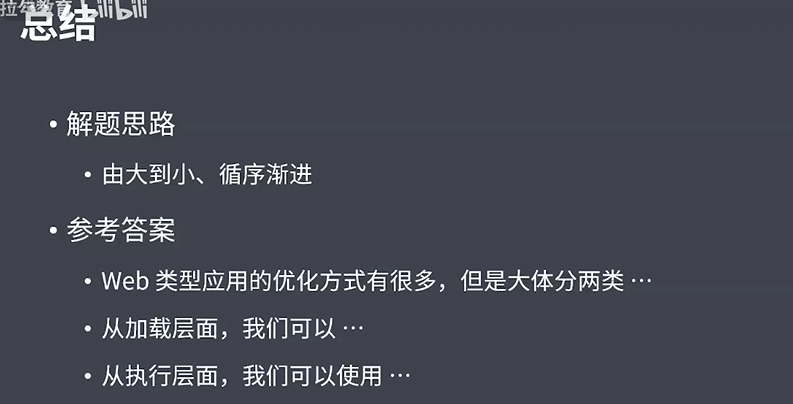 拉勾教育 bilibili
总结
• 解题思路
• 由大到小、循序渐进
• 参考答案
• Web 类型应用的优化方式有很多，但是大体分两类 …
• 从加载层面，我们可以 …
• 从执行层面，我们可以使用 …